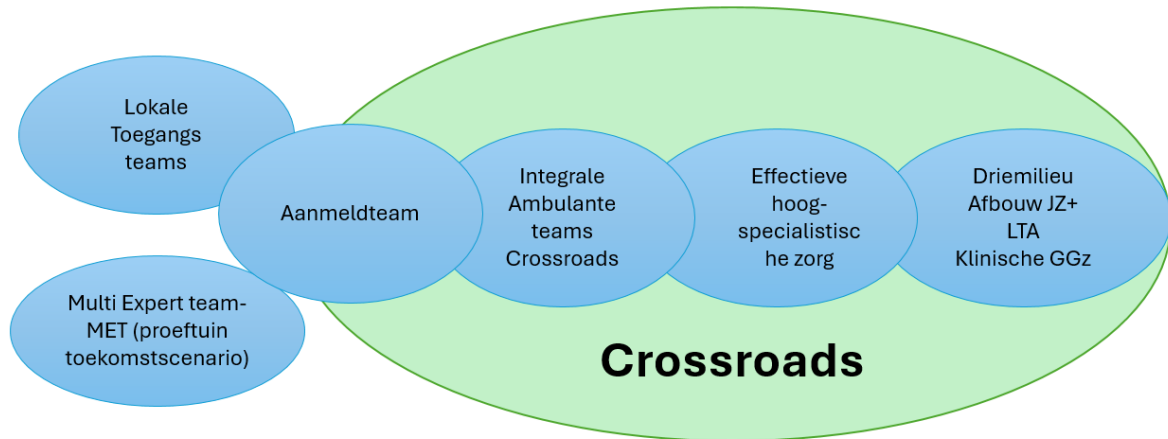 Lokale
Toegangs
teams
Multi Expert team-
MET (proeftuin
toekomstscenario)
Aanmeldteam
Integrale
Ambulante
teams
Crossroads
Effectieve
hoog-
specialistisc
he zorg
Driemilieu
Afbouw JZ+
LTA
Klinische GGz
Crossroads